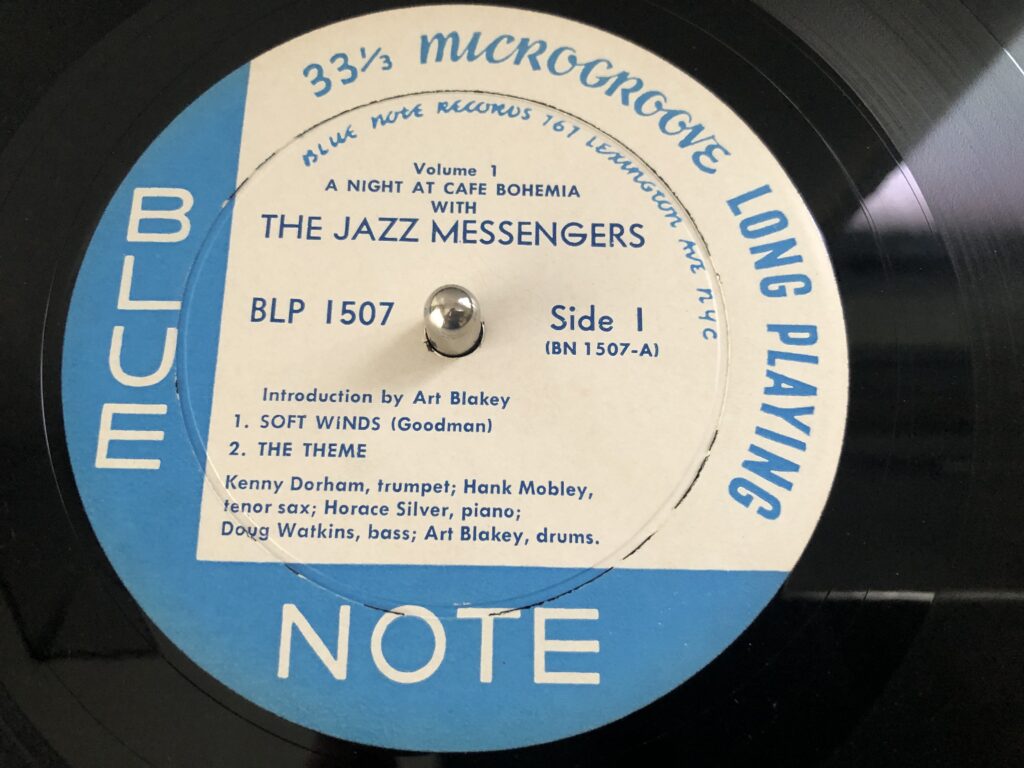 33⅓ MICROGROOVE LONG PLAYING
BLUE NOTE RECORDS 767 LEXINGTON AVE NYC
Volume 1
A NIGHT AT CAFE BOHEMIA
WITH
THE JAZZ MESSENGERS
BLP 1507
Side 1
(BN 1507-A)
Introduction by Art Blakey
1. SOFT WiNDS (Goodman)
2. THE THEME
Kenny Dorham, trumpet; Hank Mobley,
tenor sax; Horace Silver, piano;
Doug Watkins, bass; Art Blakey, drums.
BLUE
NOTE